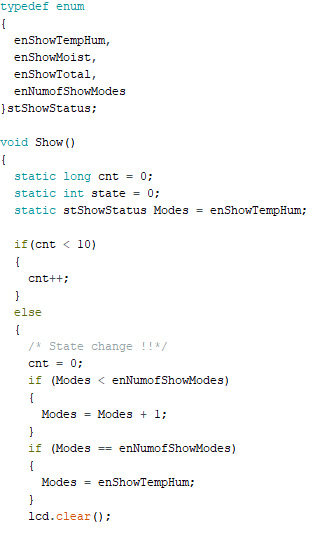 typedef enum
{
  enShowTempHum,
  enShowMoist,
  enShowTotal,
  enNumofShowModes
}stShowStatus;

void Show()
{
  static long cnt = 0;
  static int state = 0;
  static stShowStatus Modes = enShowTempHum;

  if(cnt < 10)
  {
    cnt++;
  }
  else
  {
    /* State change !!*/
    cnt = 0;
    if (Modes < enNumofShowModes)
    {
      Modes = Modes + 1;
    }
    if (Modes == enNumofShowModes)
    {
      Modes = enShowTempHum;
    }
    lcd.clear();